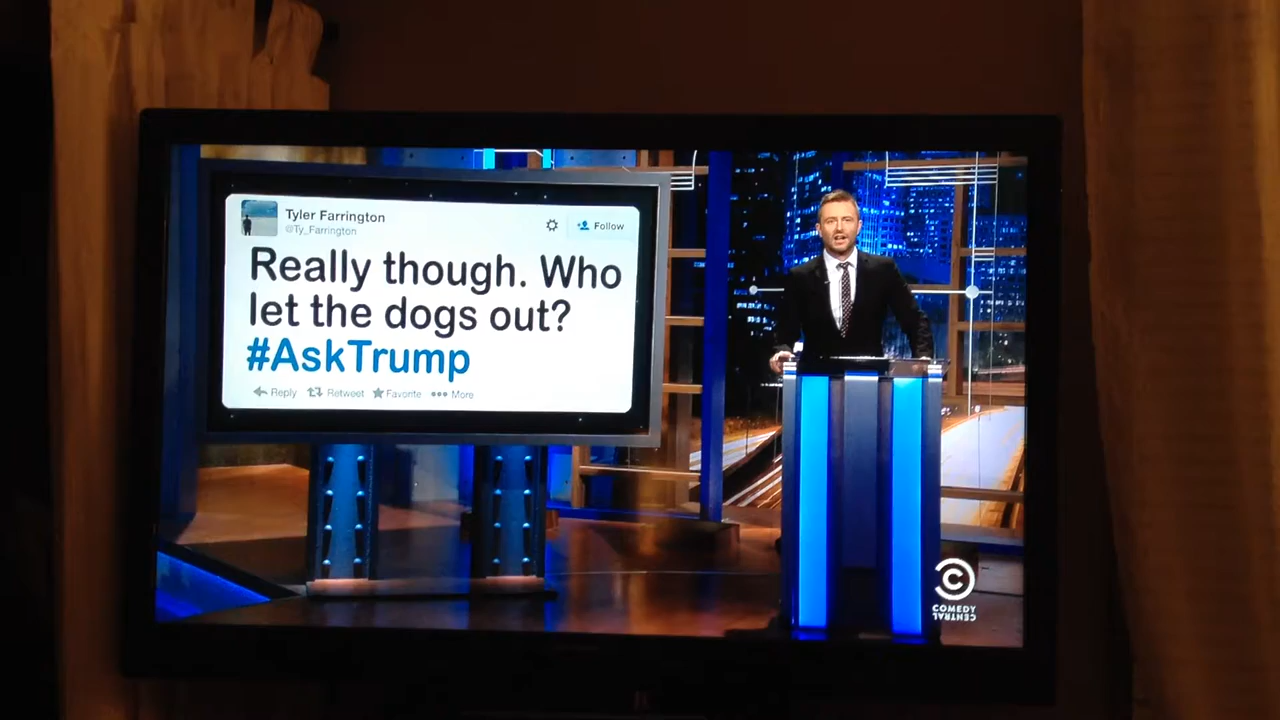 Tyler Farrington
@Ty_Farrington
Follow
Really though. Who
let the dogs out?
#AskTrump
Reply Retweet Favorite More
COMEDY
CENTRAL